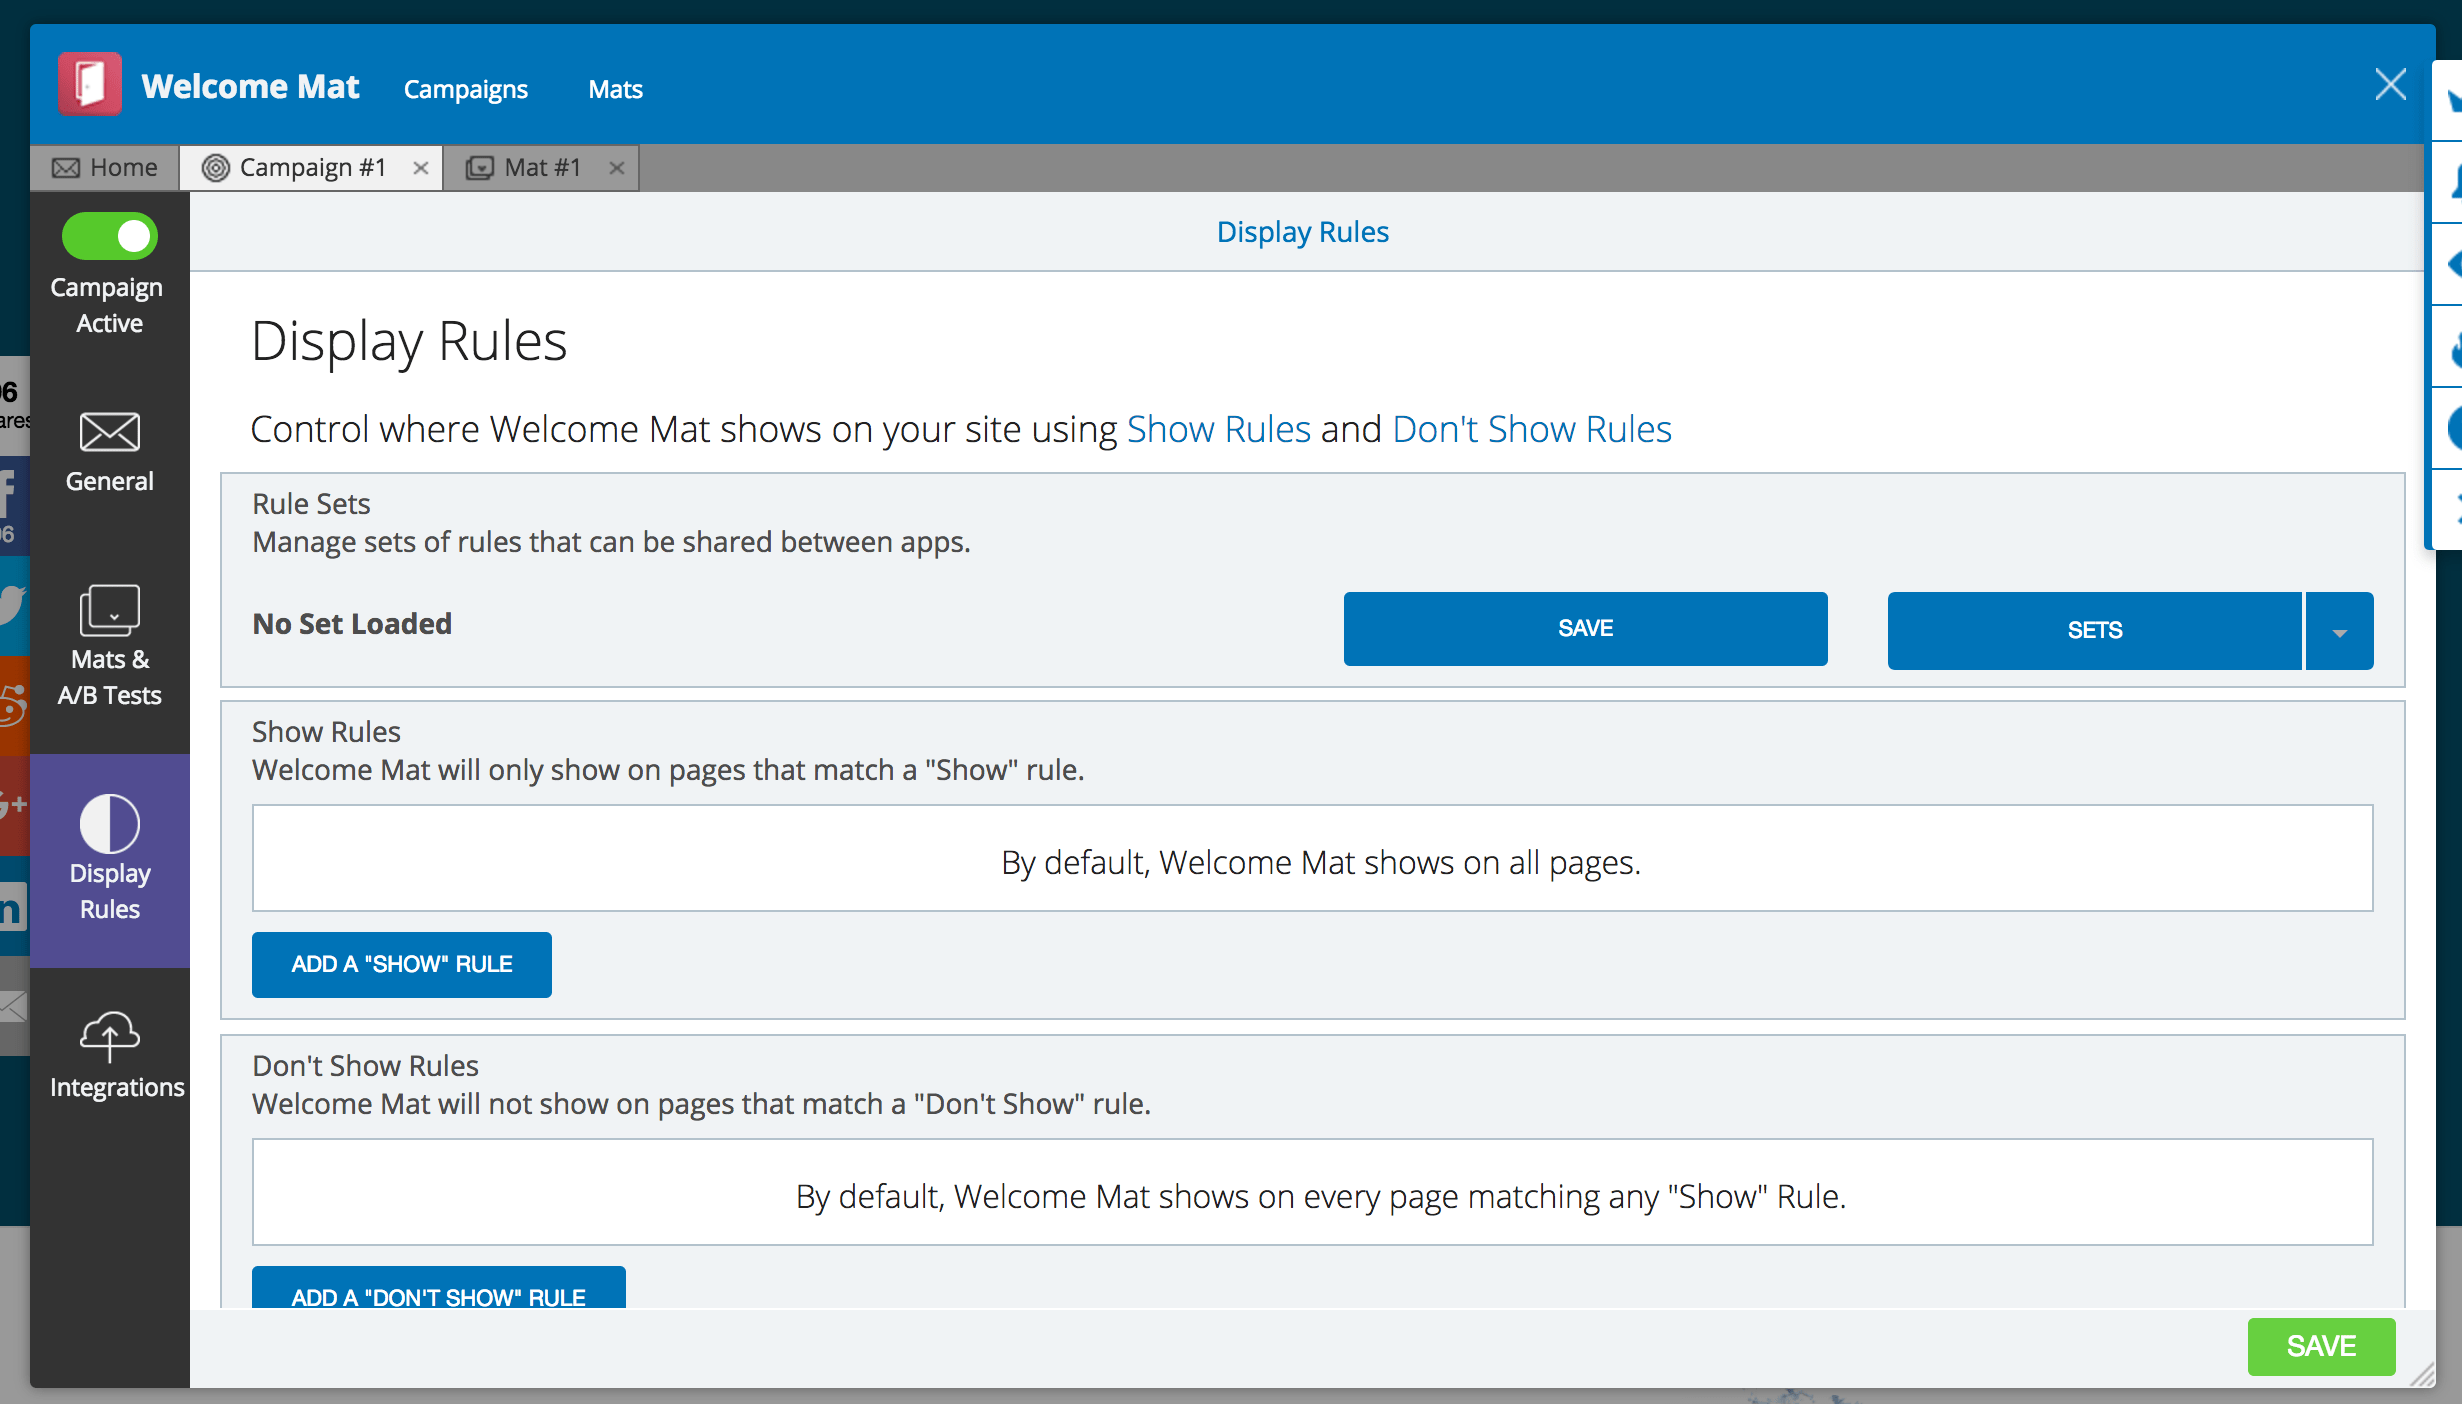 Welcome Mat
Campaigns
Mats
Home
Campaign #1
Mat #1
Campaign
Active
General
Mats &
A/B Tests
Display
Rules
Integrations
Display Rules
Display Rules
Control where Welcome Mat shows on your site using Show Rules and Don't Show Rules
Rule Sets
Manage sets of rules that can be shared between apps.
No Set Loaded
SAVE
SETS
Show Rules
Welcome Mat will only show on pages that match a "Show" rule.
By default, Welcome Mat shows on all pages.
ADD A "SHOW" RULE
Don't Show Rules
Welcome Mat will not show on pages that match a "Don't Show" rule.
By default, Welcome Mat shows on every page matching any "Show" Rule.
ADD A "DON'T SHOW" RULE
SAVE